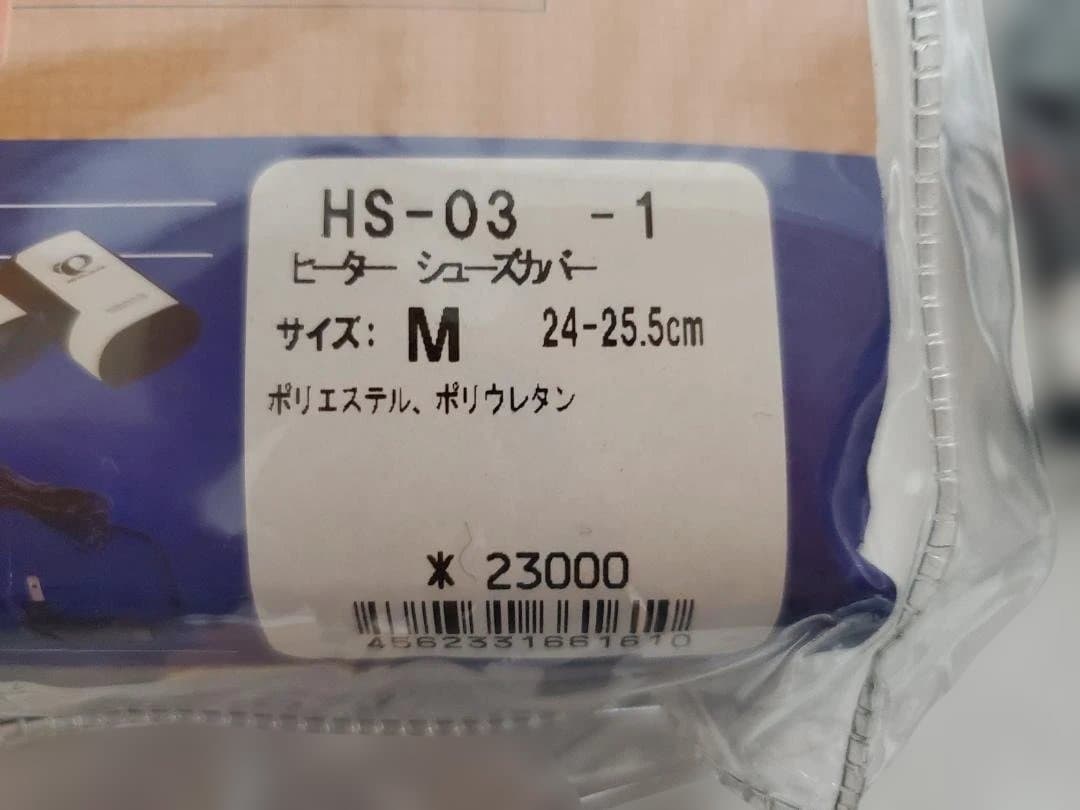 HS-03 -1
ヒーター シューズカバー
サイズ: M 24-25.5cm
ポリエステル、ポリウレタン
* 23000
4562331661610